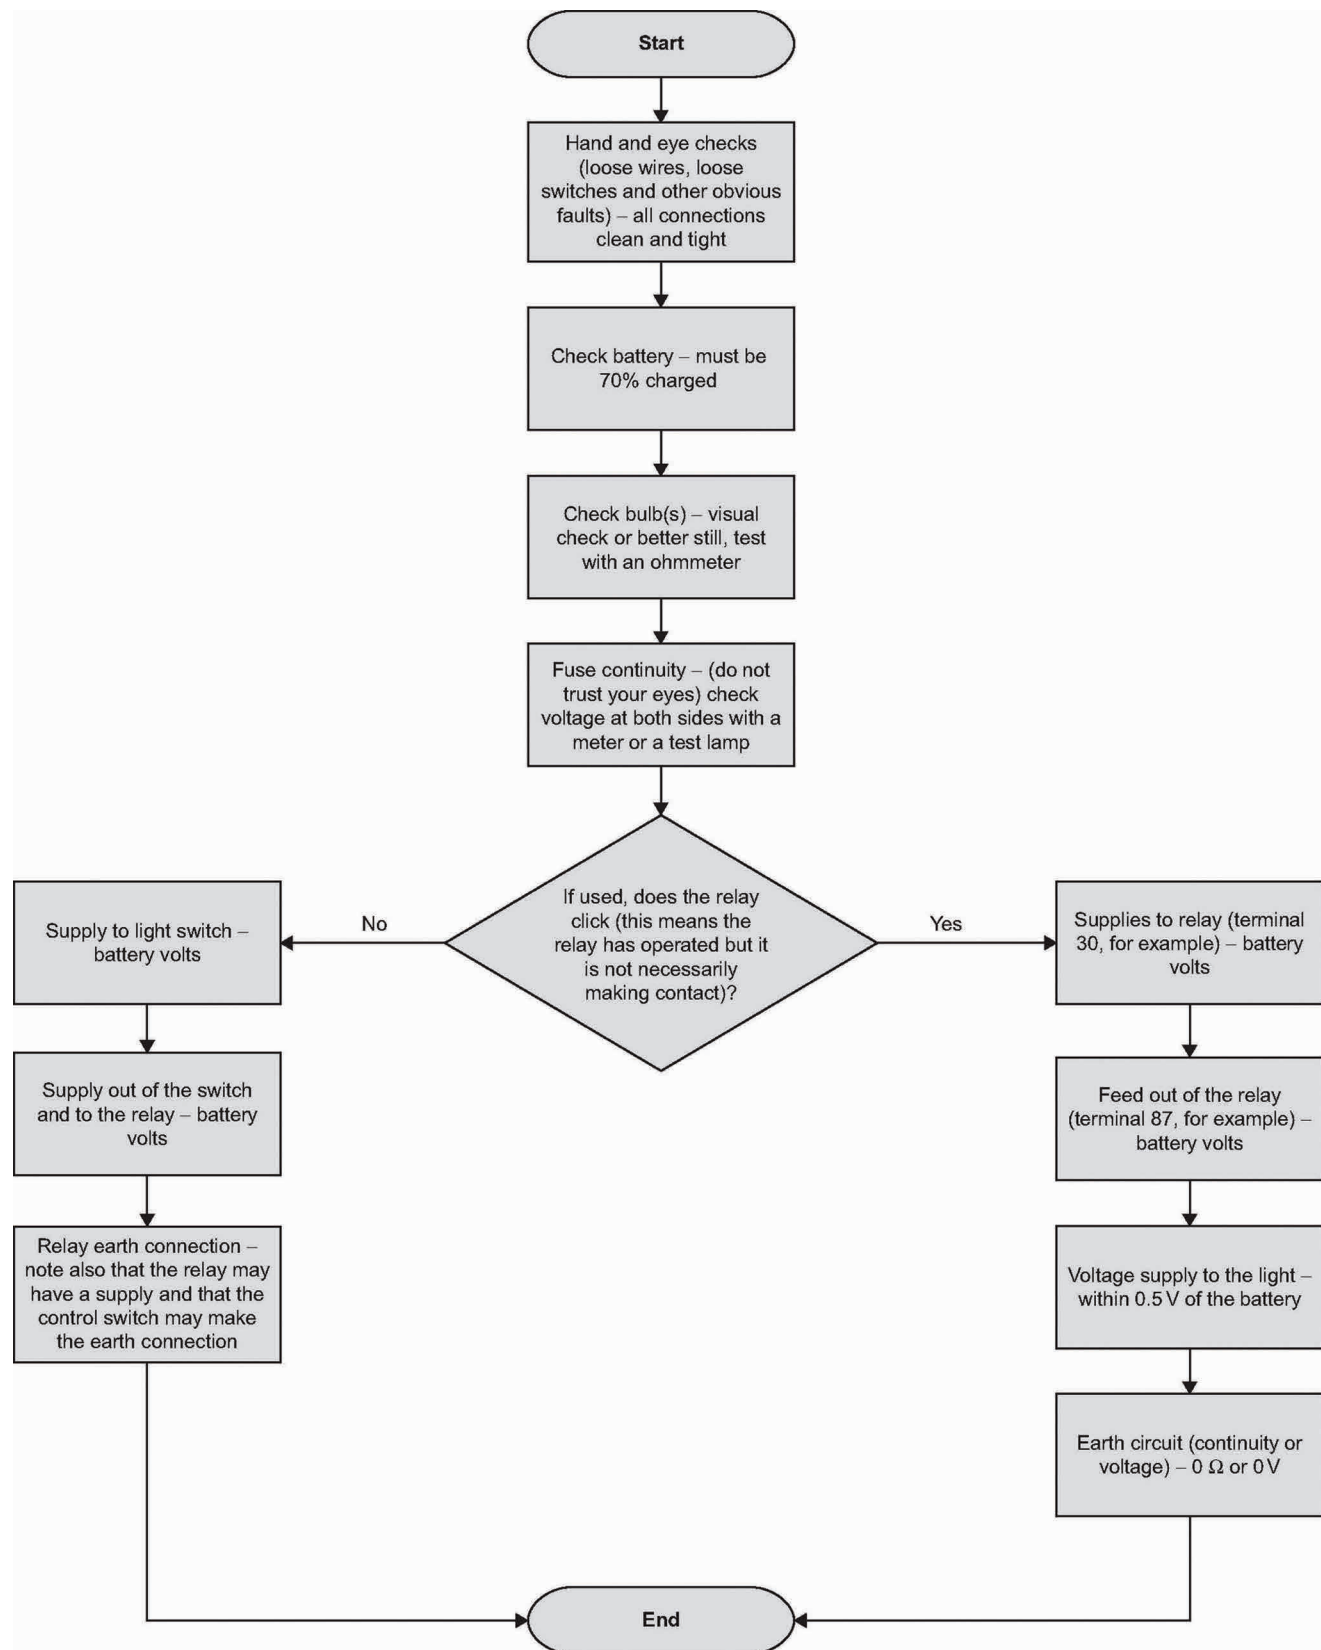 Start
Hand and eye checks
(loose wires, loose
switches and other obvious
faults) – all connections
clean and tight
Check battery – must be
70% charged
Check bulb(s) – visual
check or better still, test
with an ohmmeter
Fuse continuity – (do not
trust your eyes) check
voltage at both sides with a
meter or a test lamp
If used, does the relay
click (this means the
relay has operated but it
is not necessarily
making contact)?
No
Supply to light switch –
battery volts
Supply out of the switch
and to the relay – battery
volts
Relay earth connection –
note also that the relay may
have a supply and that the
control switch may make
the earth connection
Yes
Supplies to relay (terminal
30, for example) – battery
volts
Feed out of the relay
(terminal 87, for example) –
battery volts
Voltage supply to the light –
within 0.5 V of the battery
Earth circuit (continuity or
voltage) – 0 Ω or 0 V
End